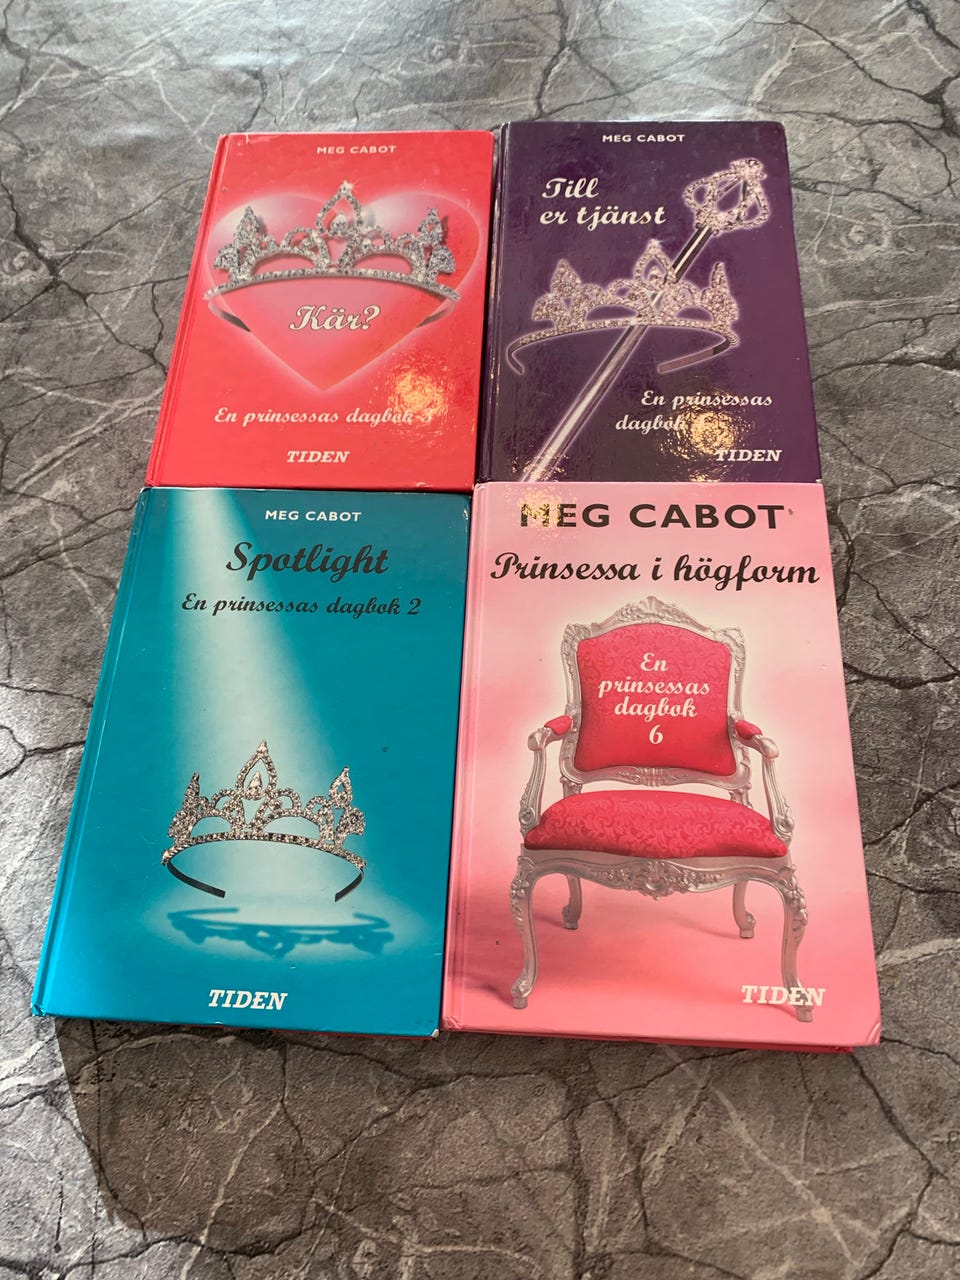 MEG CABOT
Kär?
En prinsessas dagbok 3
TIDEN
MEG CABOT
Till
er tjänst
En prinsessas
dagbok
TIDEN
MEG CABOT
Spotlight
En prinsessas dagbok 2
TIDEN
MEG CABOT
Prinsessa i högform
En
prinsessas
dagbok
6
TIDEN